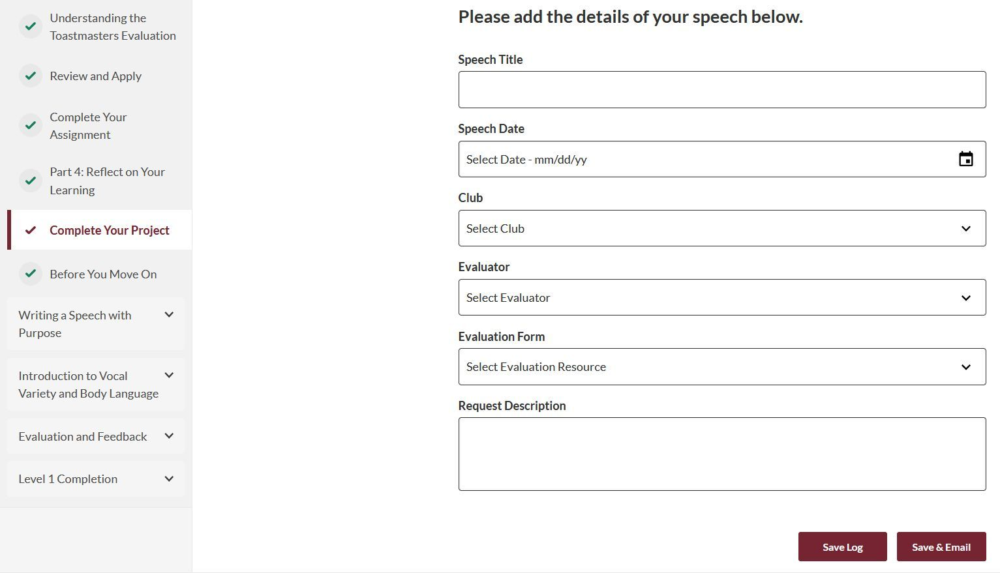 Understanding the
Toastmasters Evaluation
Review and Apply
Complete Your
Assignment
Part 4: Reflect on Your
Learning
Complete Your Project
Before You Move On
Writing a Speech with
Purpose
Introduction to Vocal
Variety and Body Language
Evaluation and Feedback
Level 1 Completion
Please add the details of your speech below.
Speech Title
Speech Date
Select Date - mm/dd/yy
Club
Select Club
Evaluator
Select Evaluator
Evaluation Form
Select Evaluation Resource
Request Description
Save Log
Save & Email